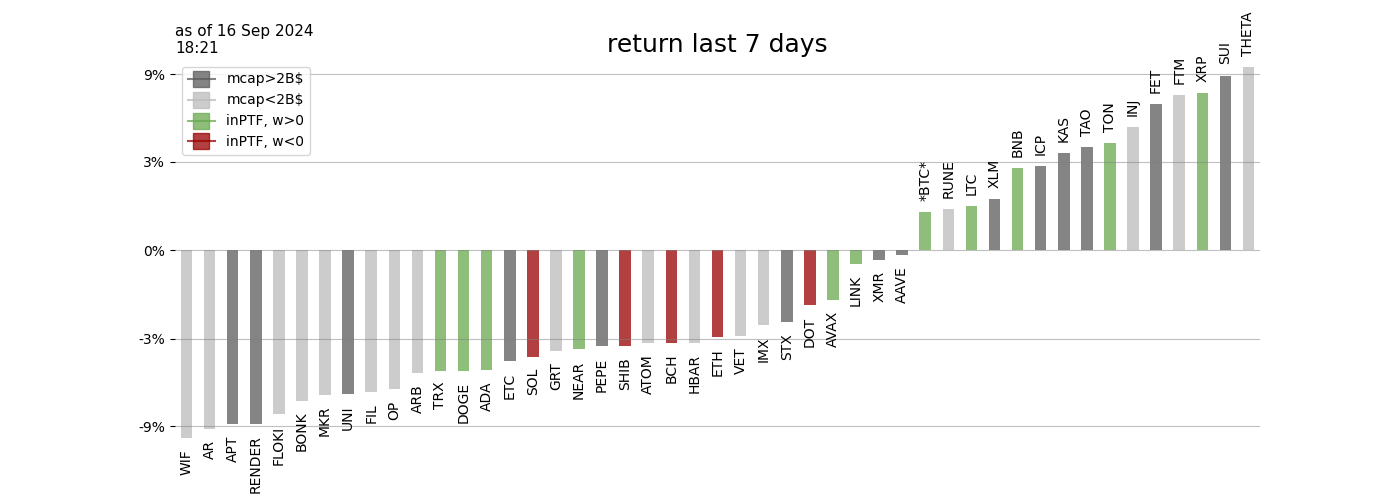 as of 16 Sep 2024
18:21
return last 7 days
mcap>2B$
mcap<2B$
inPTF, w>0
inPTF, w<0
9%
3%
0%
-3%
-9%
WIF
AR
APT
RENDER
FLOKI
BONK
MKR
UNI
FIL
OP
ARB
TRX
DOGE
ADA
ETC
SOL
GRT
NEAR
PEPE
SHIB
ATOM
BCH
HBAR
ETH
VET
IMX
STX
DOT
AVAX
LINK
XMR
AAVE
*BTC*
RUNE
LTC
XLM
BNB
ICP
KAS
TAO
TON
INJ
FET
FTM
XRP
SUI
THETA